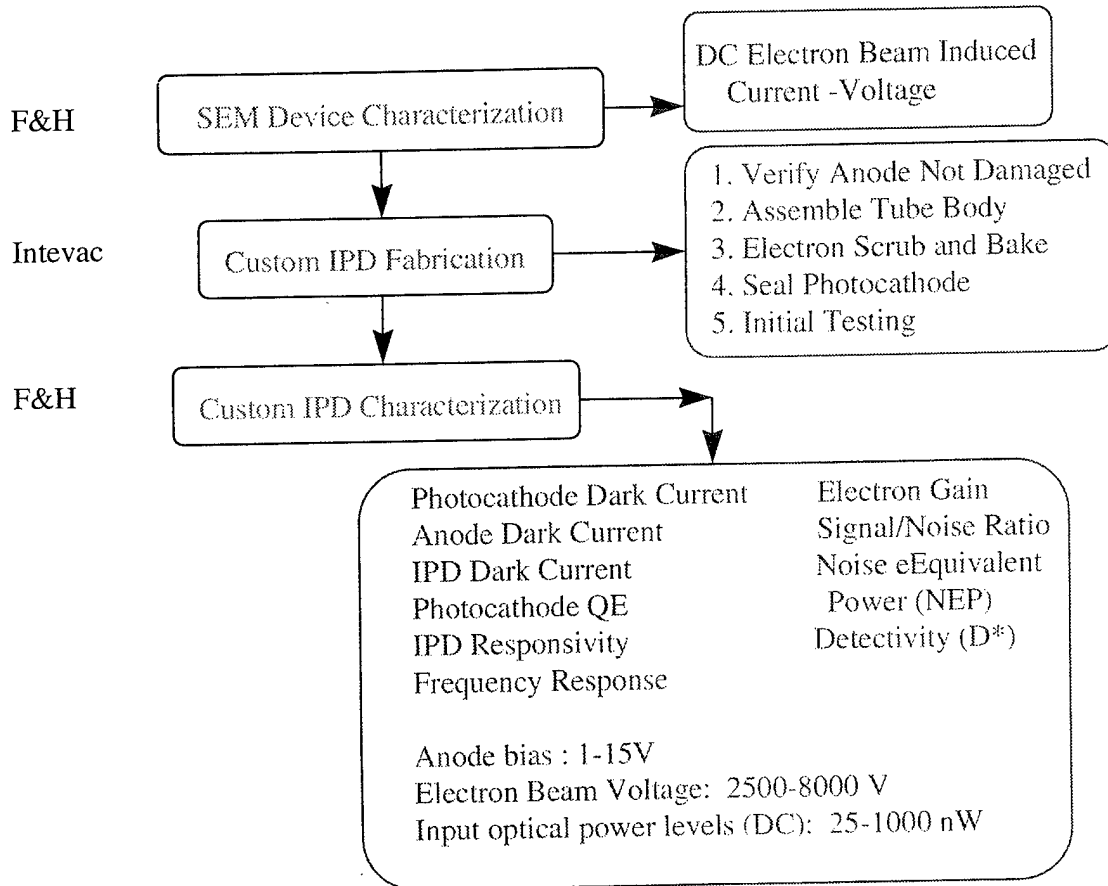 F&H
SEM Device Characterization
DC Electron Beam Induced
Current -Voltage
Intevac
Custom IPD Fabrication
1. Verify Anode Not Damaged
2. Assemble Tube Body
3. Electron Scrub and Bake
4. Seal Photocathode
5. Initial Testing
F&H
Custom IPD Characterization
Photocathode Dark Current
Anode Dark Current
IPD Dark Current
Photocathode QE
IPD Responsivity
Frequency Response
Electron Gain
Signal/Noise Ratio
Noise eEquivalent
Power (NEP)
Detectivity (D*)
Anode bias : 1-15V
Electron Beam Voltage: 2500-8000 V
Input optical power levels (DC): 25-1000 nW